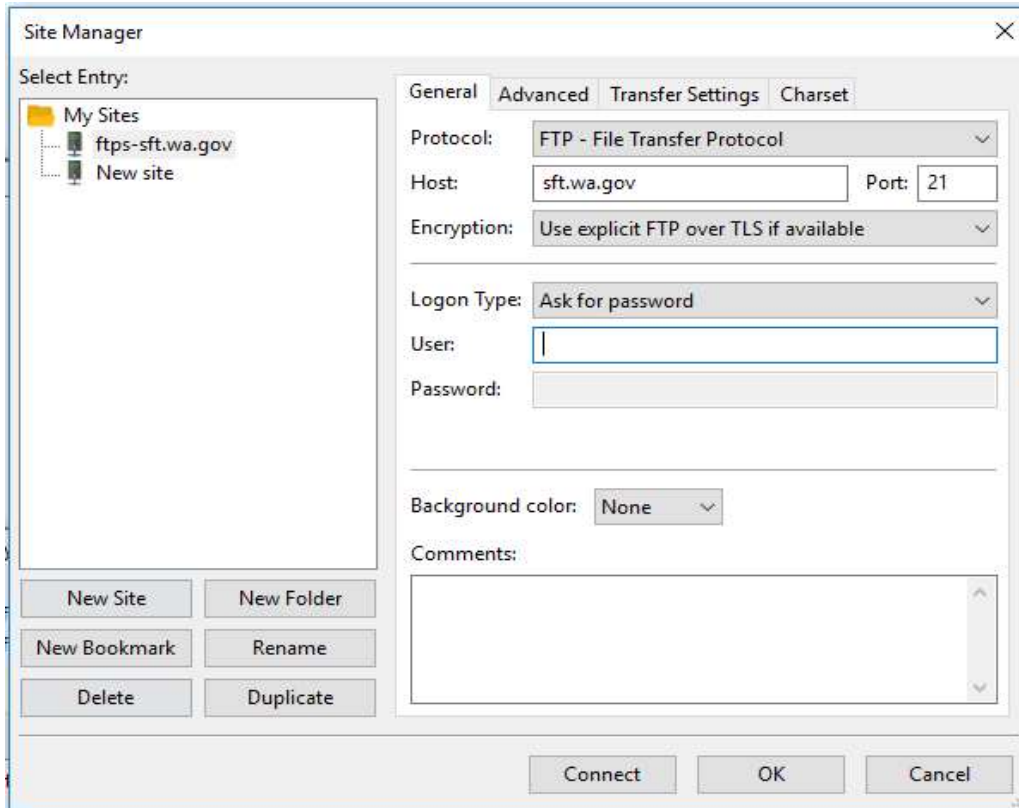 Site Manager
Select Entry:
My Sites
ftps-sft.wa.gov
New site
New Site
New Folder
New Bookmark
Rename
Delete
Duplicate
General Advanced Transfer Settings Charset
Protocol: FTP - File Transfer Protocol
Host: sft.wa.gov Port: 21
Encryption: Use explicit FTP over TLS if available
Logon Type: Ask for password
User:
Password:
Background color: None
Comments:
Connect OK Cancel